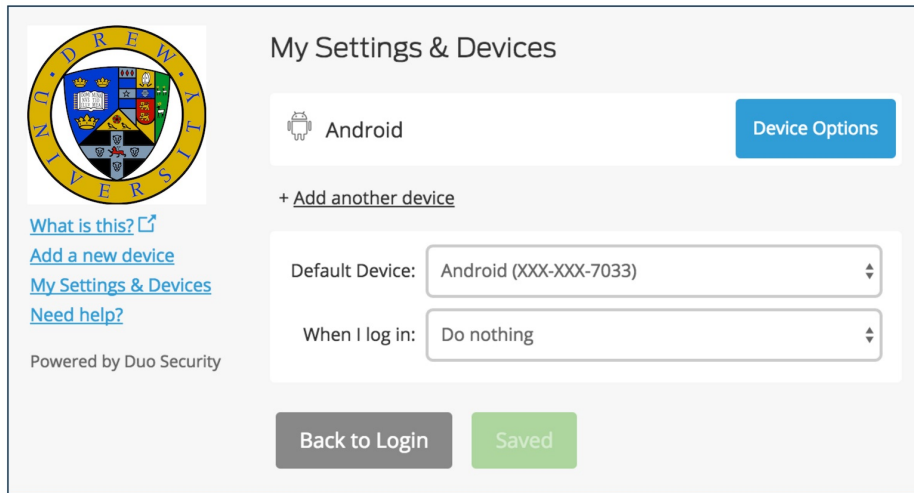 DREW UNIVERSITY
What is this?
Add a new device
My Settings & Devices
Need help?
Powered by Duo Security
My Settings & Devices
Android
Device Options
+ Add another device
Default Device: Android (XXX-XXX-7033)
When I log in: Do nothing
Back to Login
Saved